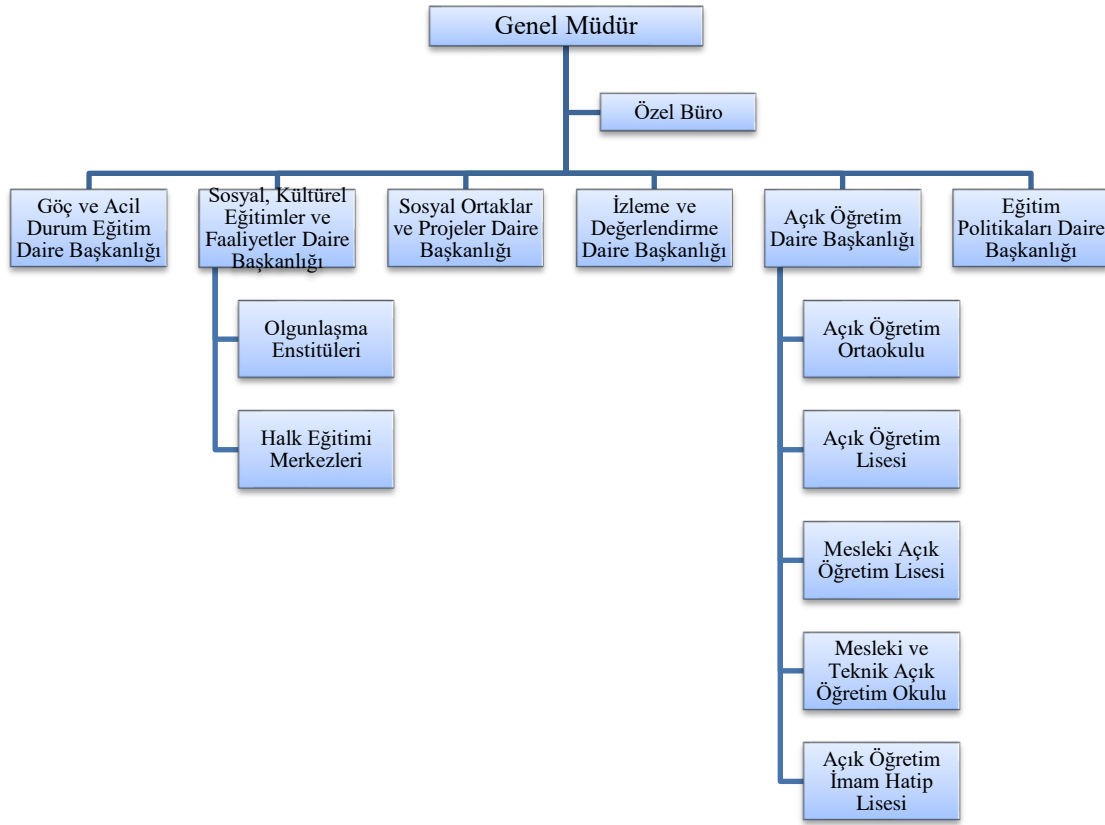 Genel Müdür
Özel Büro
Göç ve Acil
Durum Eğitim
Daire Başkanlığı
Sosyal, Kültürel
Eğitimler ve
Faaliyetler Daire
Başkanlığı
Sosyal Ortaklar
ve Projeler Daire
Başkanlığı
İzleme ve
Değerlendirme
Daire Başkanlığı
Açık Öğretim
Daire Başkanlığı
Eğitim
Politikaları Daire
Başkanlığı
Olgunlaşma
Enstitüleri
Halk Eğitimi
Merkezleri
Açık Öğretim
Ortaokulu
Açık Öğretim
Lisesi
Mesleki Açık
Öğretim Lisesi
Mesleki ve
Teknik Açık
Öğretim Okulu
Açık Öğretim
İmam Hatip
Lisesi